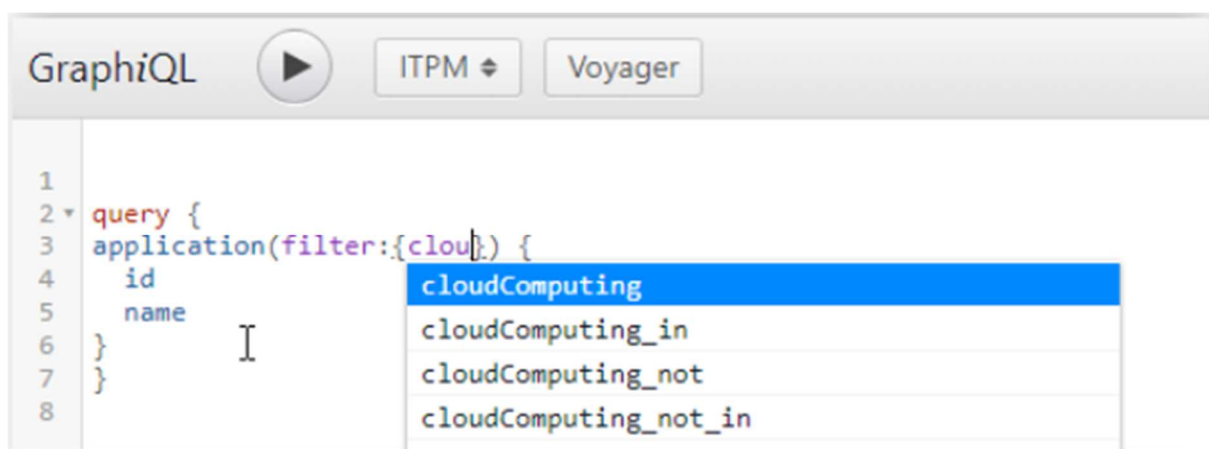 GraphiQL ITPM Voyager
1
2 query {
3 application(filter:{clou}) {
4 id
5 name
6 }
7 }
8
cloudComputing
cloudComputing_in
cloudComputing_not
cloudComputing_not_in